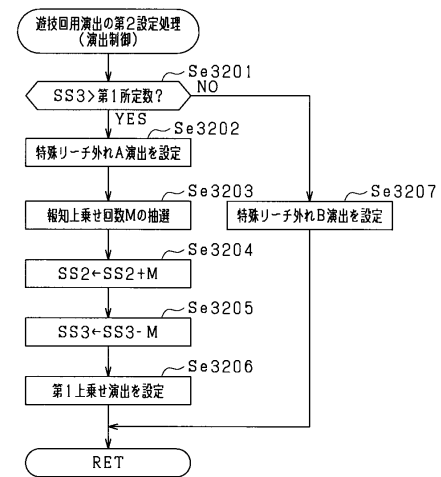 遊技回用演出の第2設定処理
(演出制御)
Se3201
SS3>第1所定数?
NO
YES
Se3202
特殊リーチ外れA演出を設定
Se3203
報知上乗せ回数Mの抽選
Se3207
特殊リーチ外れB演出を設定
Se3204
SS2←SS2+M
Se3205
SS3←SS3-M
Se3206
第1上乗せ演出を設定
RET